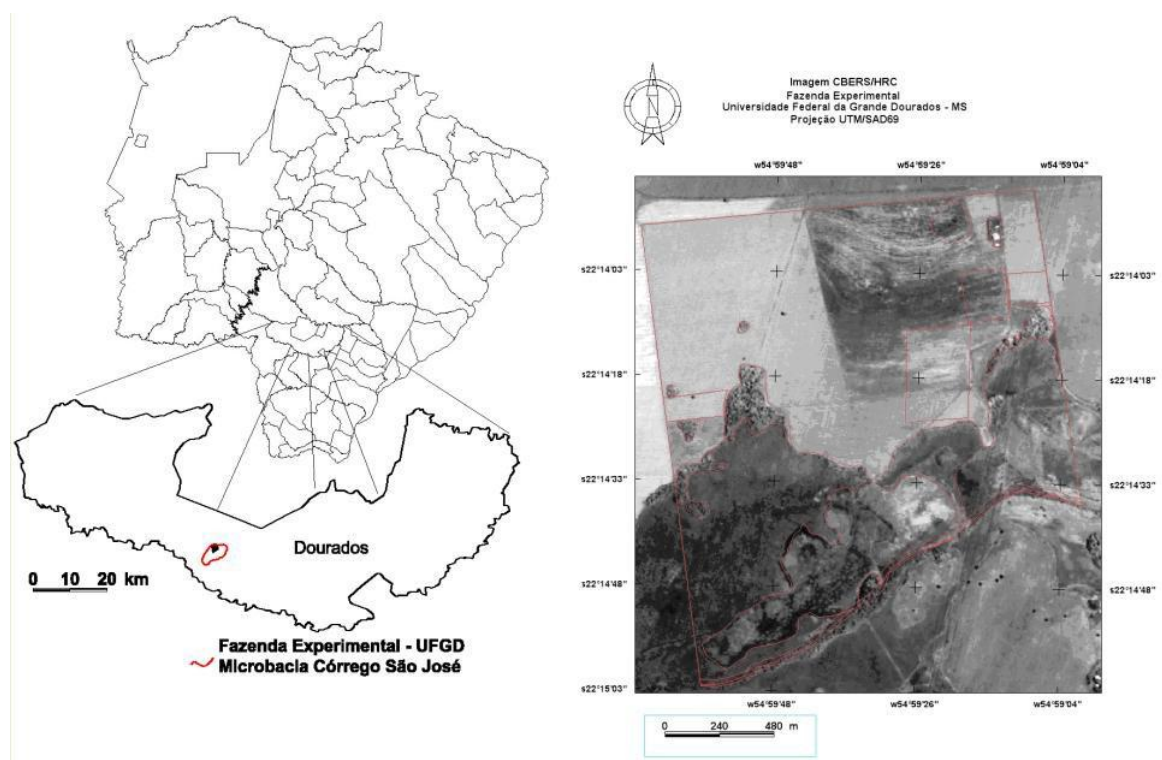 Dourados
0 10 20 km
Fazenda Experimental - UFGD
Microbacia Córrego São José
N
Imagem CBERS/HRC
Fazenda Experimental
Universidade Federal da Grande Dourados - MS
Projeção UTM/SAD69
w54°59'48" w54°59'26" w54°59'04"
s22°14'03" s22°14'03"
s22°14'18" s22°14'18"
s22°14'33" s22°14'33"
s22°14'48" s22°14'48"
s22°15'03" s22°15'03"
w54°59'48" w54°59'26" w54°59'04"
0 240 480 m